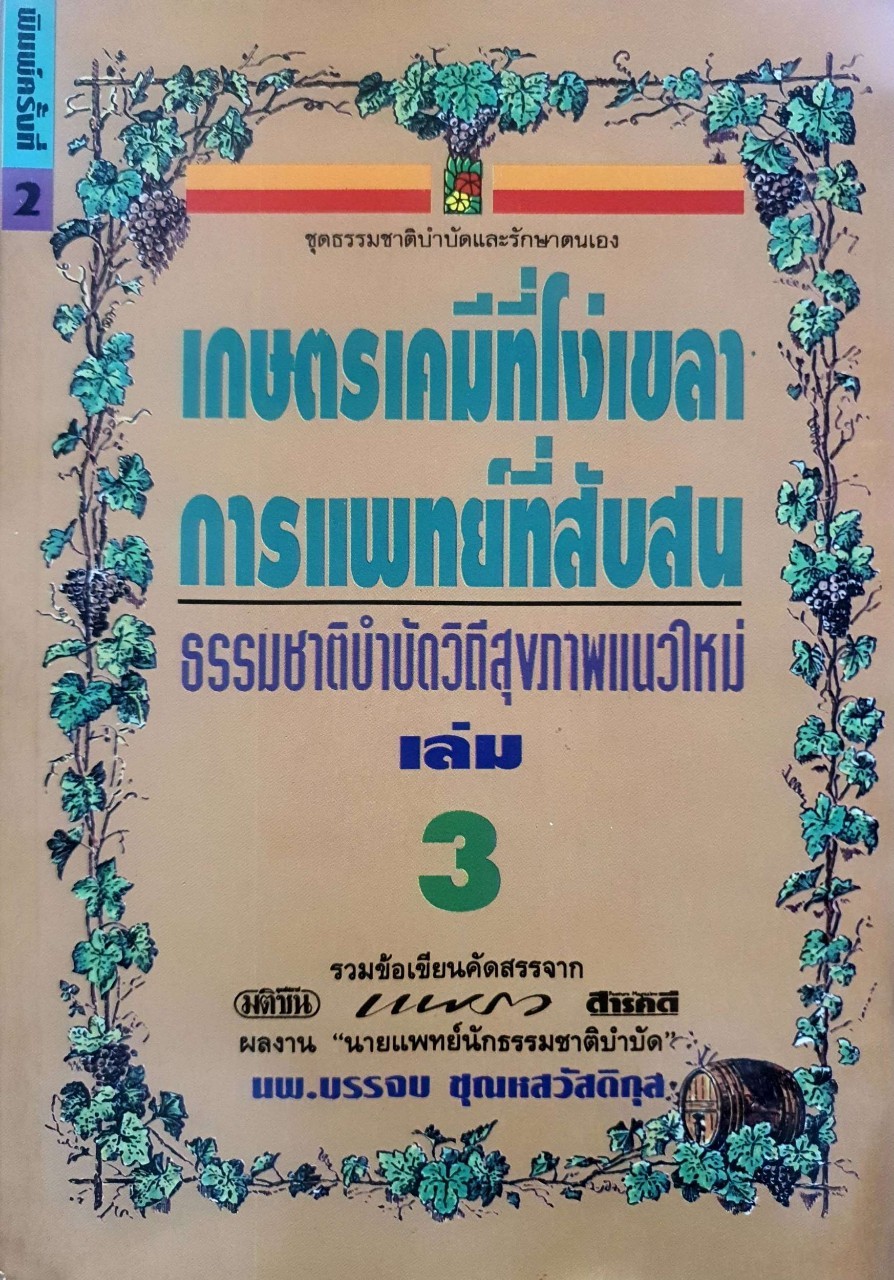 พิมพ์ครั้งที่
2
ชุดธรรมชาติบำบัดและรักษาตนเอง
เกษตรเคมีที่โง่เขลา
การแพทย์ที่สับสน
ธรรมชาติบำบัดวิถีสุขภาพแนวใหม่
เล่ม
3
รวมข้อเขียนคัดสรรจาก
มติชน แพรว สารคดี
ผลงาน “นายแพทย์นักธรรมชาติบำบัด”
นพ.บรรจบ ชุณหสวัสดิกุล